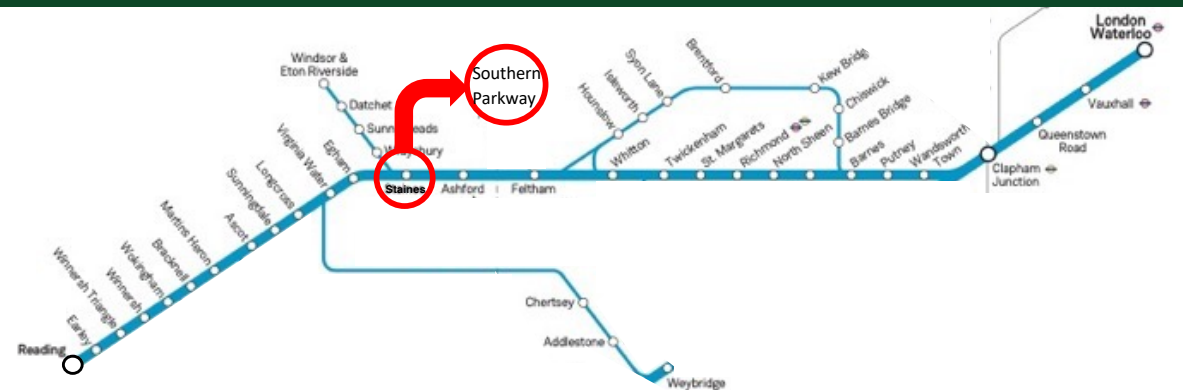 London
Waterloo
Vauxhall
Queenstown
Road
Clapham
Junction
Wandsworth
Town
Putney
Barnes
Barnes Bridge
Chiswick
Kew Bridge
Brentford
Syon Lane
Isleworth
Hounslow
North Sheen
Richmond
St. Margarets
Twickenham
Whitton
Feltham
Ashford
Staines
Southern
Parkway
Windsor &
Eton Riverside
Datchet
Egham
Virginia Water
Longcross
Sunningdale
Ascot
Martins Heron
Bracknell
Wokingham
Winnersh
Winnersh Triangle
Earley
Reading
Chertsey
Addlestone
Weybridge